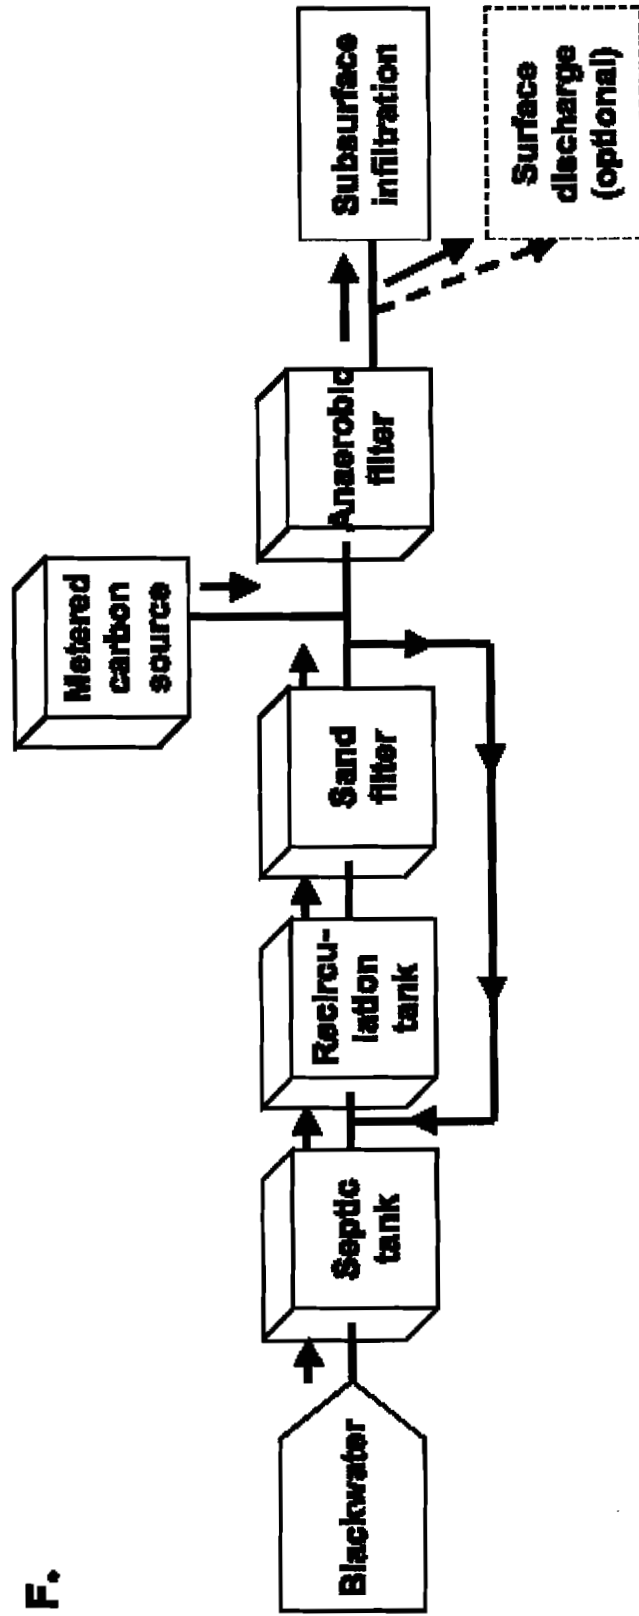 F.
Blackwater
Septic
tank
Recircu-
lation
tank
Sand
filter
Metered
carbon
source
Anaerobic
filter
Subsurface
infiltration
Surface
discharge
(optional)